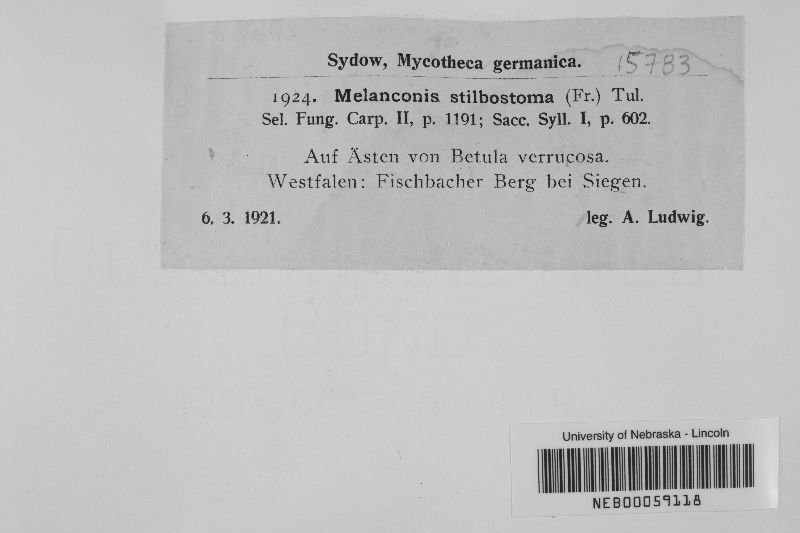 Sydow, Mycotheca germanica. 15783
1924. Melanconis stilbostoma (Fr.) Tul.
Sel. Fung. Carp. II, p. 1191; Sacc. Syll. I, p. 602.
Auf Ästen von Betula verrucosa.
Westfalen: Fischbacher Berg bei Siegen.
6. 3. 1921. leg. A. Ludwig.
University of Nebraska - Lincoln
NEB00059118